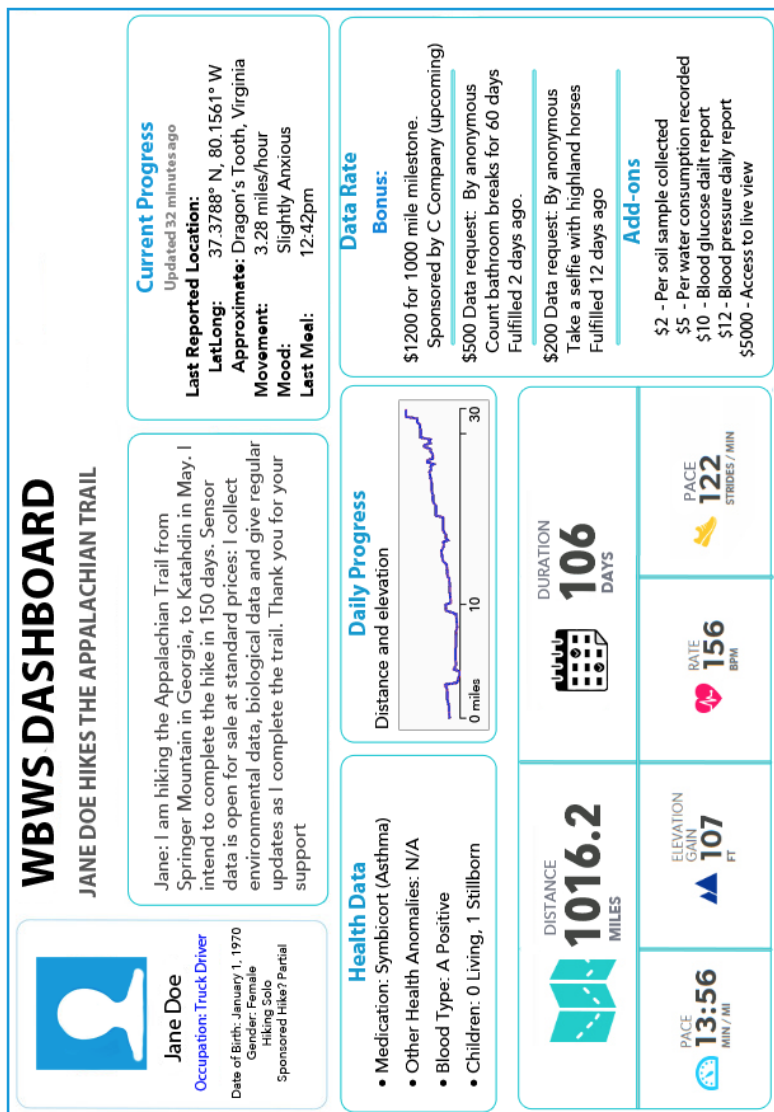 WBWS DASHBOARD
JANE DOE HIKES THE APPALACHIAN TRAIL
Jane Doe
Occupation: Truck Driver
Date of Birth: January 1, 1970
Gender: Female
Hiking Solo
Sponsored Hike? Partial
Jane: I am hiking the Appalachian Trail from
Springer Mountain in Georgia, to Katahdin in May. I
intend to complete the hike in 150 days. Sensor
data is open for sale at standard prices: I collect
environmental data, biological data and give regular
updates as I complete the trail. Thank you for your
support
Current Progress
Updated 32 minutes ago
Last Reported Location:
LatLong: 37.3788° N, 80.1561° W
Approximate: Dragon's Tooth, Virginia
Movement: 3.28 miles/hour
Mood: Slightly Anxious
Last Meal: 12:42pm
Health Data
• Medication: Symbicort (Asthma)
• Other Health Anomalies: N/A
• Blood Type: A Positive
• Children: 0 Living, 1 Stillborn
Daily Progress
Distance and elevation
0 miles 10 30
Data Rate
Bonus:
$1200 for 1000 mile milestone.
Sponsored by C Company (upcoming)
$500 Data request: By anonymous
Count bathroom breaks for 60 days
Fulfilled 2 days ago.
$200 Data request: By anonymous
Take a selfie with highland horses
Fulfilled 12 days ago
Add-ons
$2 - Per soil sample collected
$5 - Per water consumption recorded
$10 - Blood glucose dailt report
$12 - Blood pressure daily report
$5000 - Access to live view
DISTANCE
1016.2
MILES
DURATION
106
DAYS
PACE
13:56
MIN / MI
ELEVATION
GAIN
107
FT
RATE
156
BPM
PACE
122
STRIDES / MIN